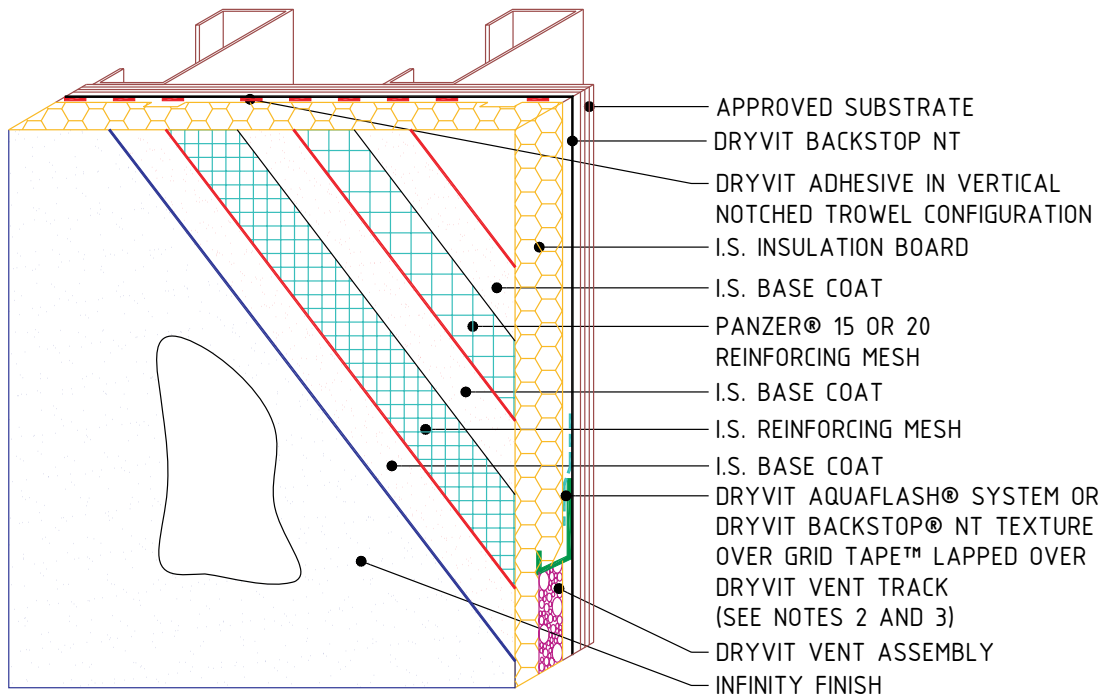 APPROVED SUBSTRATE
DRYVIT BACKSTOP NT
DRYVIT ADHESIVE IN VERTICAL
NOTCHED TROWEL CONFIGURATION
I.S. INSULATION BOARD
I.S. BASE COAT
PANZER® 15 OR 20
REINFORCING MESH
I.S. BASE COAT
I.S. REINFORCING MESH
I.S. BASE COAT
DRYVIT AQUAFLASH® SYSTEM OR
DRYVIT BACKSTOP® NT TEXTURE
OVER GRID TAPE™ LAPPED OVER
DRYVIT VENT TRACK
(SEE NOTES 2 AND 3)
DRYVIT VENT ASSEMBLY
INFINITY FINISH